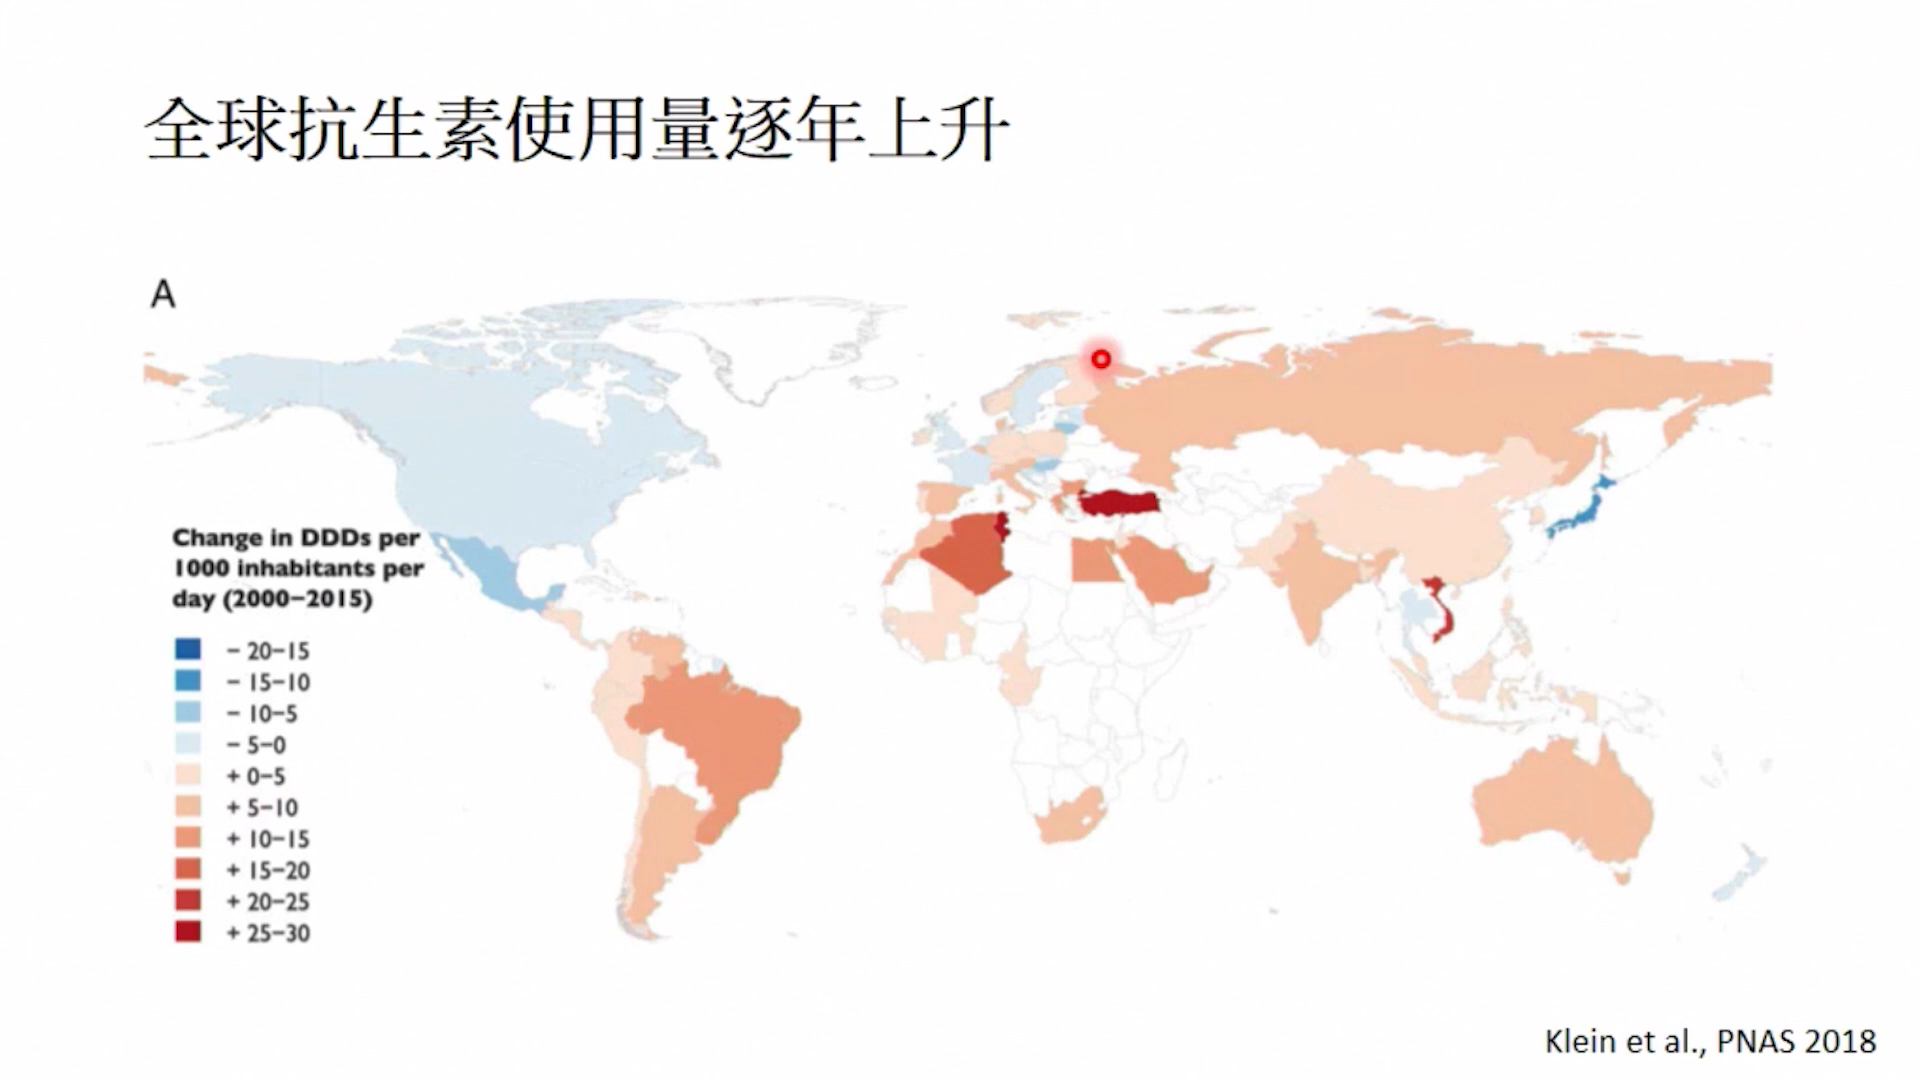 全球抗生素使用量逐年上升
A
Change in DDDs per
1000 inhabitants per
day (2000–2015)
– 20–15
– 15–10
– 10–5
– 5–0
+ 0–5
+ 5–10
+ 10–15
+ 15–20
+ 20–25
+ 25–30
Klein et al., PNAS 2018